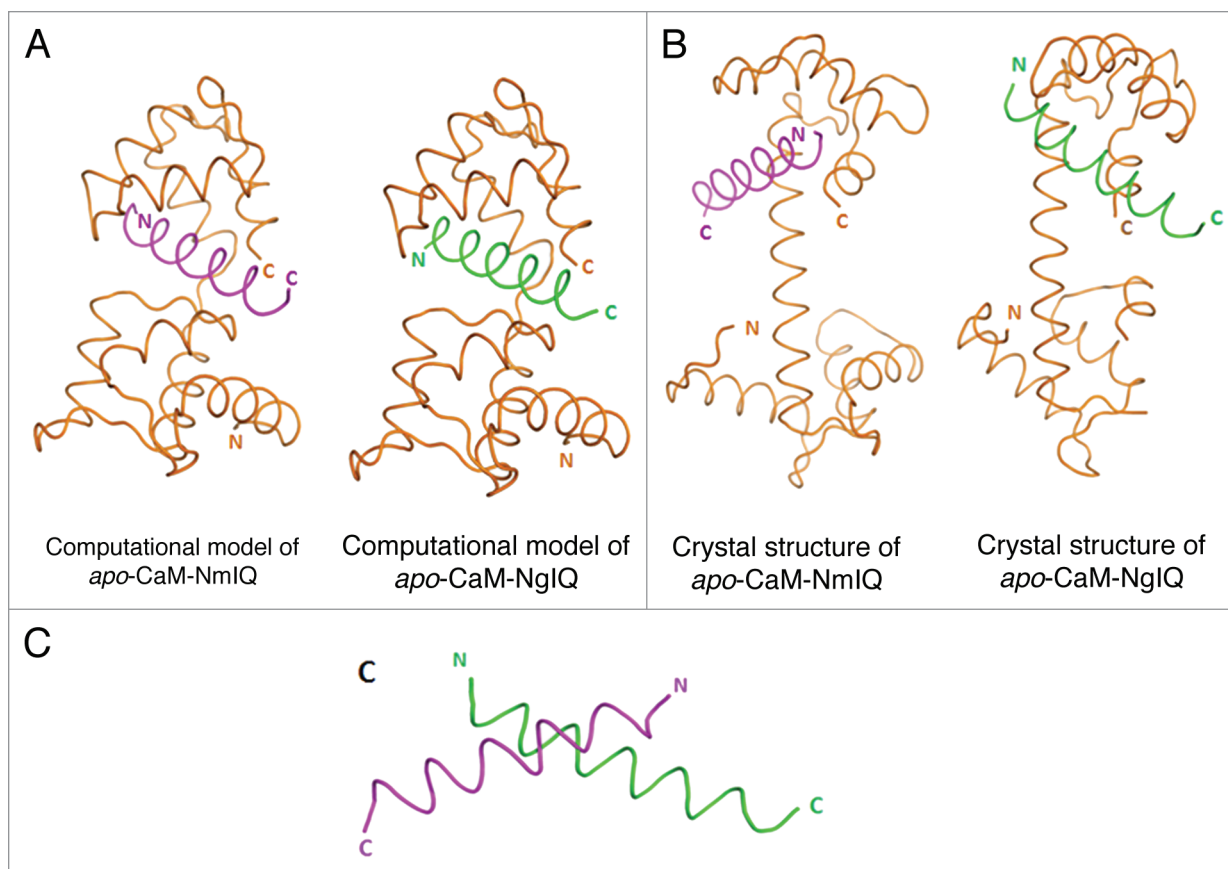 A
B
N
C
C
N
N
C
C
N
N
C
C
N
N
C
C
N
Computational model of
apo-CaM-NmIQ
Computational model of
apo-CaM-NgIQ
Crystal structure of
apo-CaM-NmIQ
Crystal structure of
apo-CaM-NgIQ
C
C
N
N
C
C